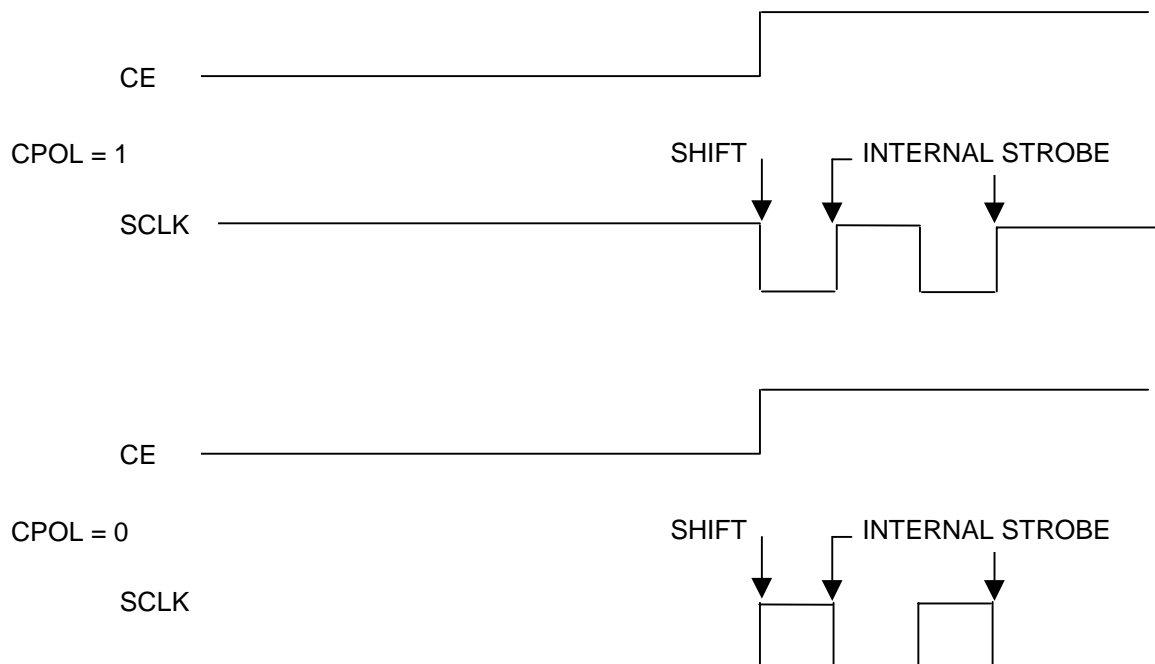 CE
CPOL = 1
SHIFT INTERNAL STROBE
SCLK
CE
CPOL = 0
SHIFT INTERNAL STROBE
SCLK